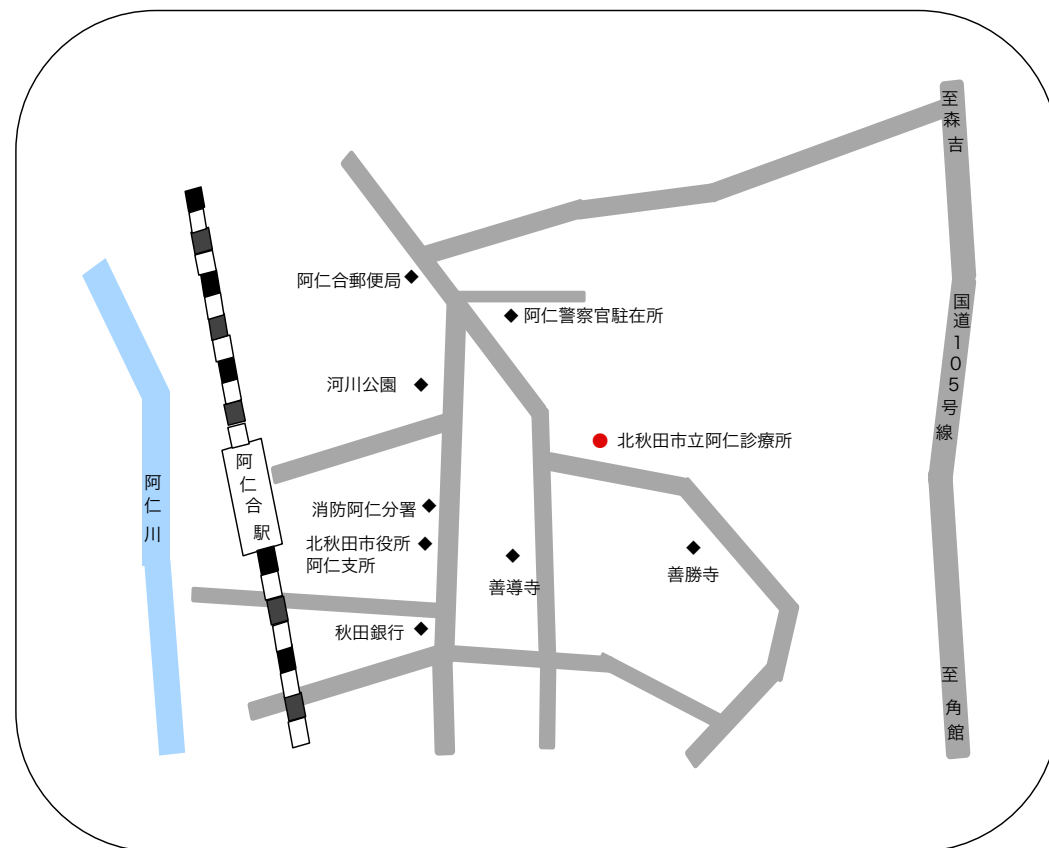 至森吉
阿仁合郵便局
国道105号線
阿仁警察官駐在所
河川公園
北秋田市立阿仁診療所
阿仁合駅
阿仁川
消防阿仁分署
北秋田市役所
阿仁支所
善導寺
善勝寺
秋田銀行
至角館